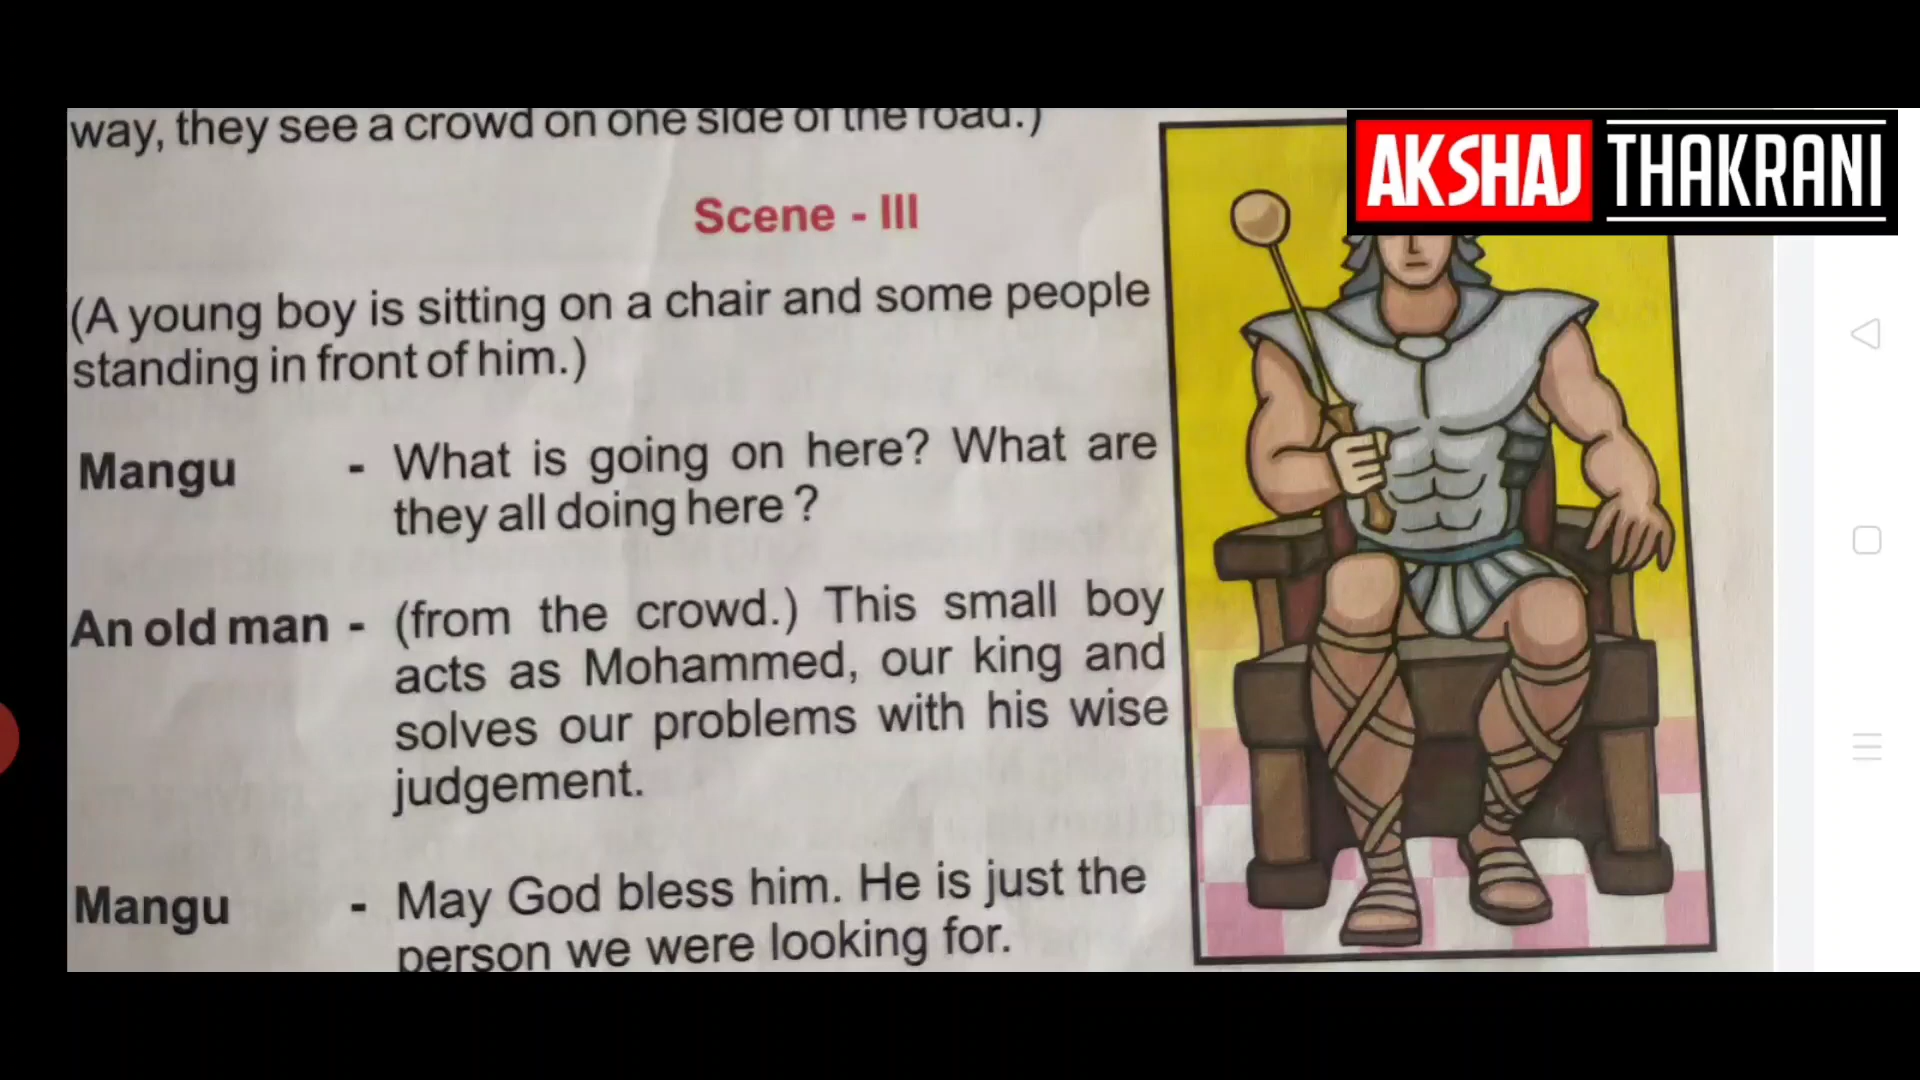 AKSHAJ THAKRANI
way, they see a crowd on one side of the road.)
Scene - III
(A young boy is sitting on a chair and some people
standing in front of him.)
Mangu - What is going on here? What are
they all doing here ?
An old man - (from the crowd.) This small boy
acts as Mohammed, our king and
solves our problems with his wise
judgement.
Mangu - May God bless him. He is just the
person we were looking for.